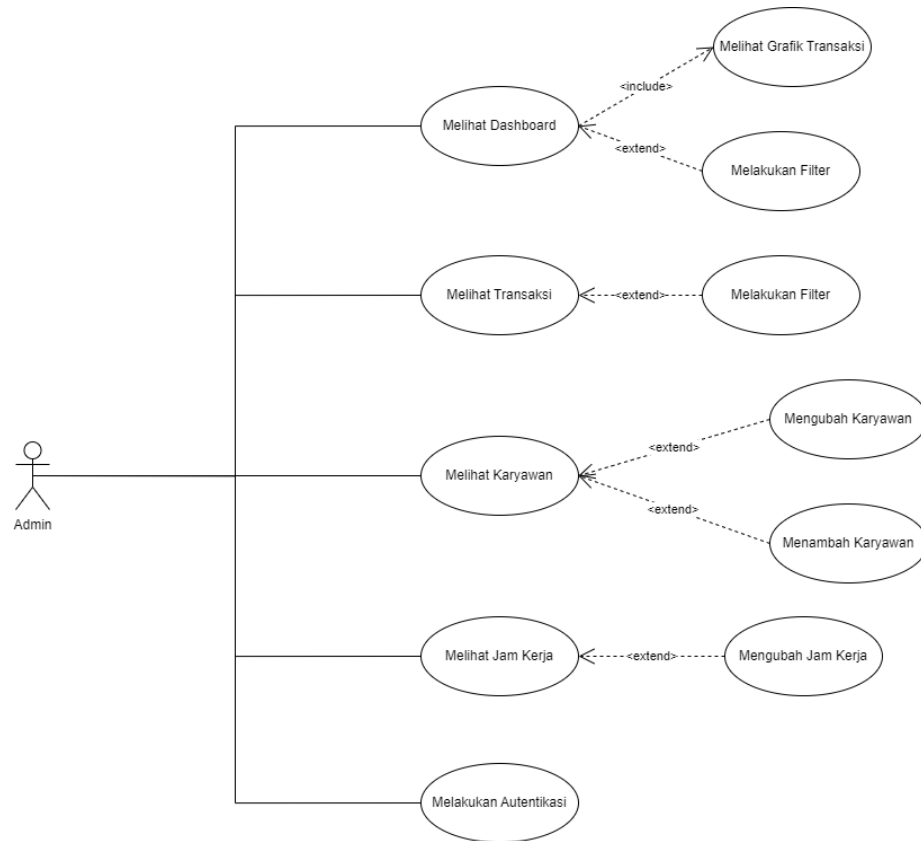 Melihat Grafik Transaksi
<include>
Melihat Dashboard
<extend>
Melakukan Filter
Melihat Transaksi
<extend>
Melakukan Filter
Mengubah Karyawan
<extend>
Melihat Karyawan
<extend>
Admin
Menambah Karyawan
Melihat Jam Kerja
<extend>
Mengubah Jam Kerja
Melakukan Autentikasi